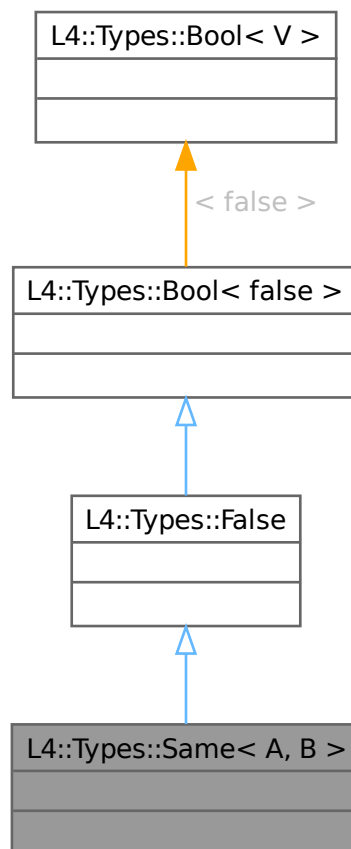 L4::Types::Bool< V >
< false >
L4::Types::Bool< false >
L4::Types::False
L4::Types::Same< A, B >